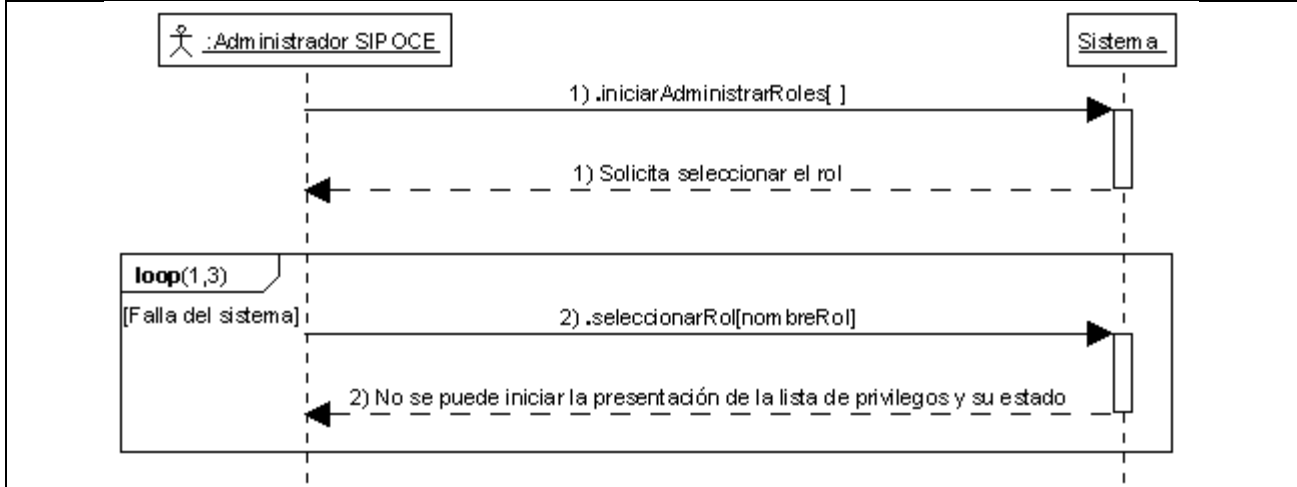 :Administrador SIPOCE
Sistema
1) .iniciarAdministrarRoles[ ]
1) Solicita seleccionar el rol
loop(1,3)
[Falla del sistema]
2) .seleccionarRol[nombreRol]
2) No se puede iniciar la presentación de la lista de privilegos y su estado